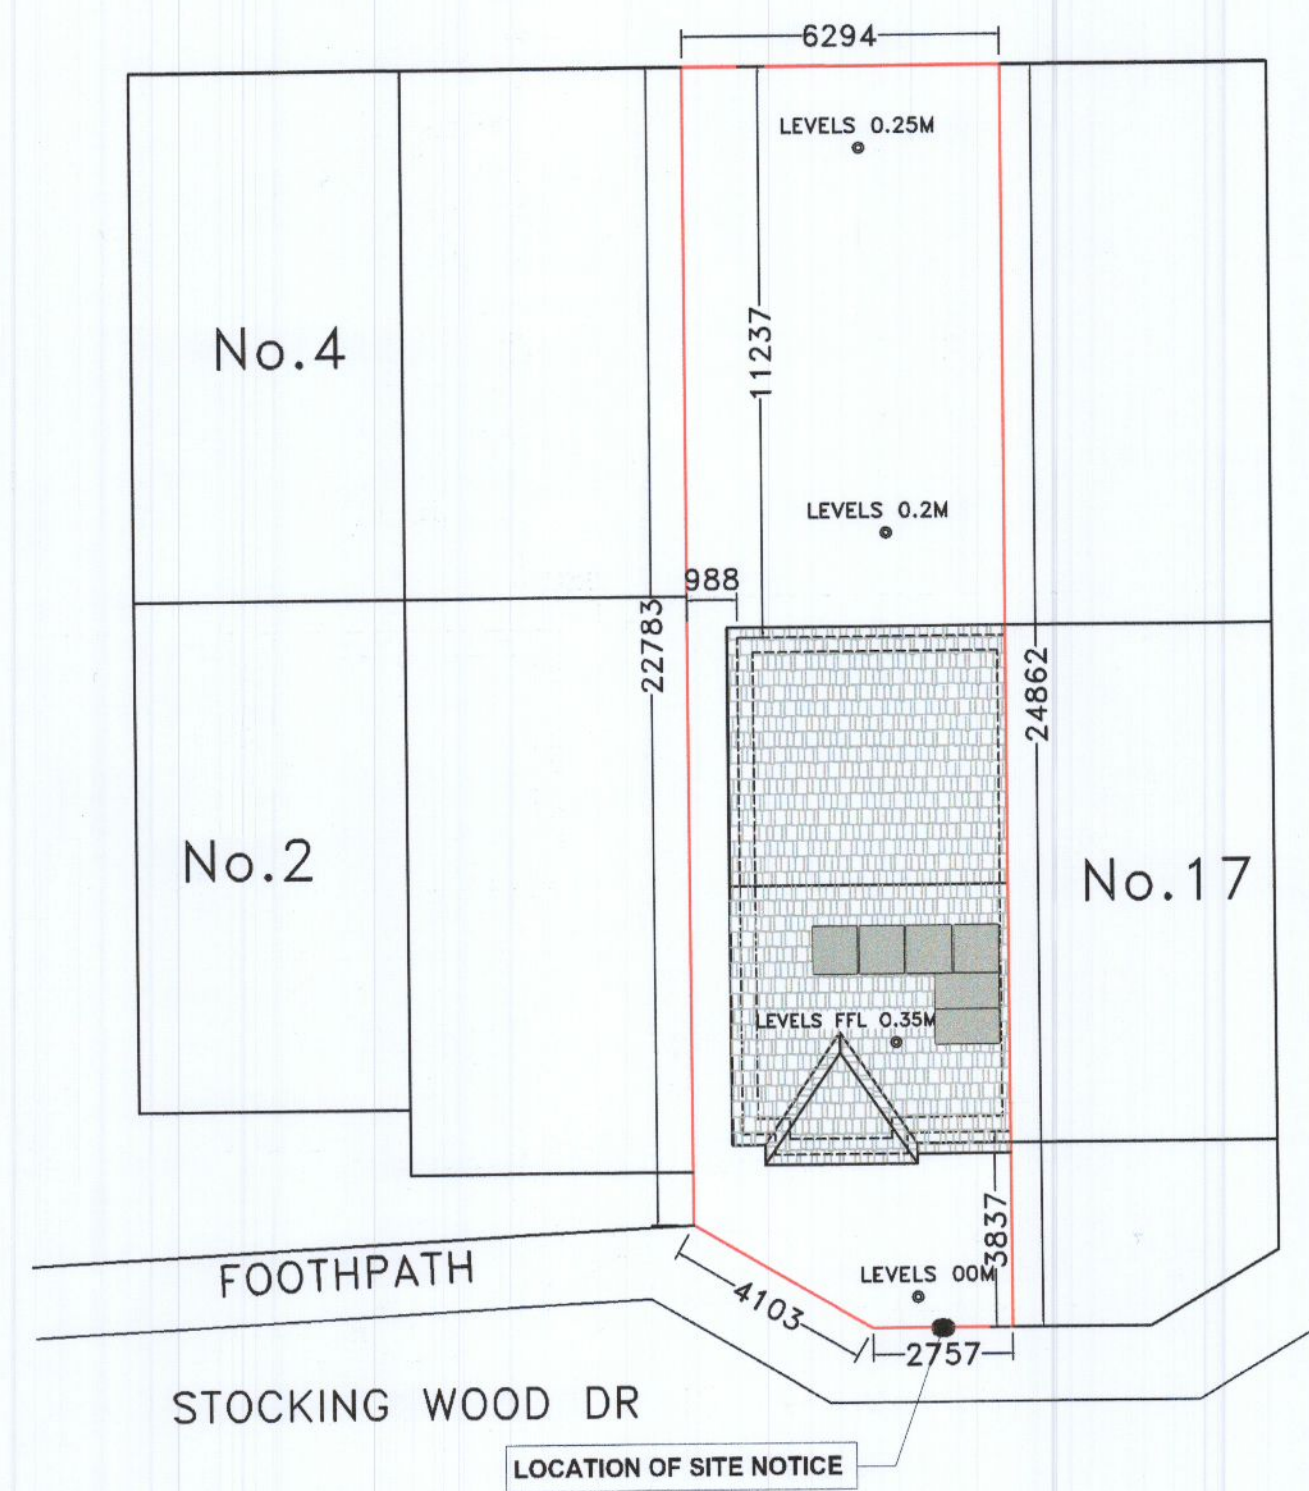 6294
LEVELS 0.25M
11237
No.4
LEVELS 0.2M
988
22783
24862
No.2
No.17
LEVELS FFL 0.35M
3837
FOOTHPATH
LEVELS 00M
4103
2757
STOCKING WOOD DR
LOCATION OF SITE NOTICE